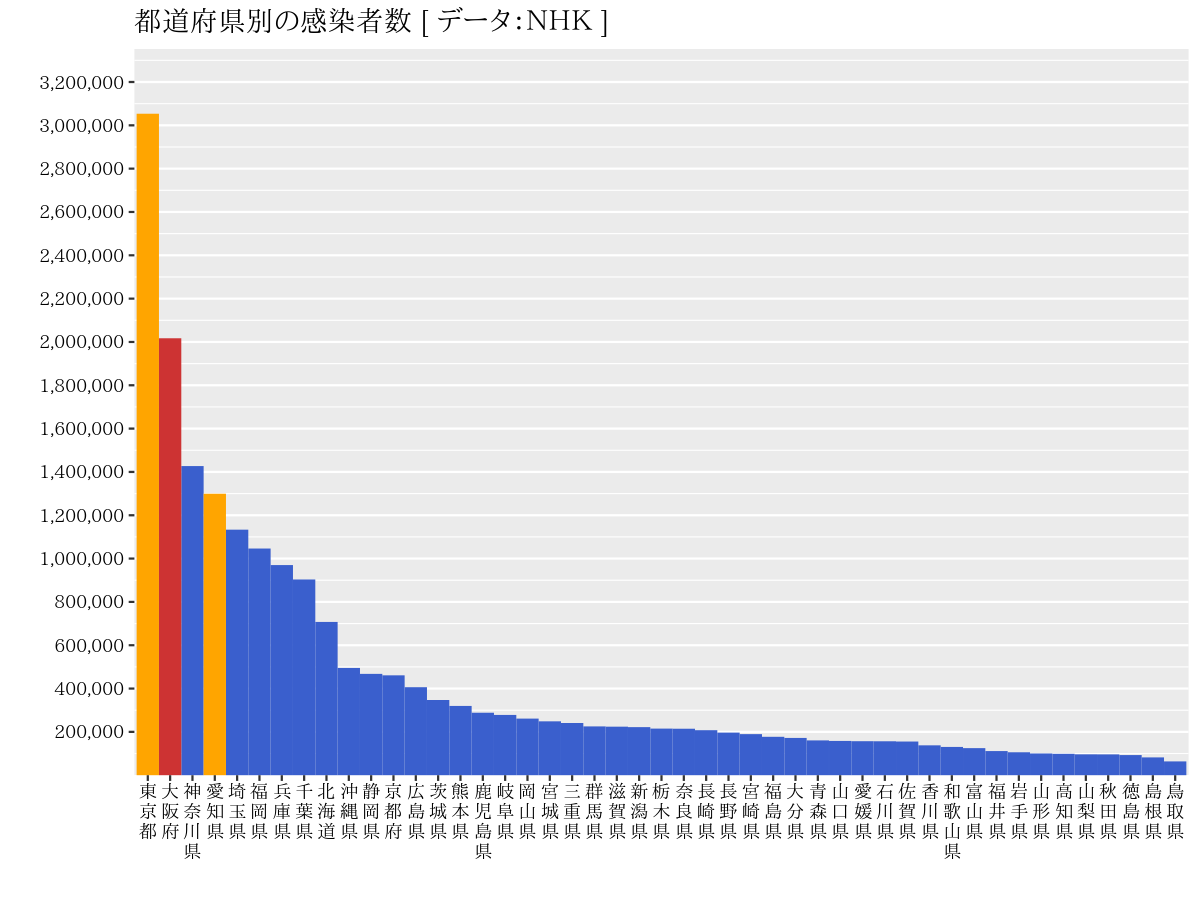 都道府県別の感染者数 [ データ:NHK ]
3,200,000
3,000,000
2,800,000
2,600,000
2,400,000
2,200,000
2,000,000
1,800,000
1,600,000
1,400,000
1,200,000
1,000,000
800,000
600,000
400,000
200,000
東京都
大阪府
神奈川県
愛知県
埼玉県
福岡県
兵庫県
千葉県
北海道
沖縄県
静岡県
京都府
広島県
茨城県
熊本県
鹿児島県
岐阜県
岡山県
宮城県
三重県
群馬県
滋賀県
新潟県
栃木県
奈良県
長崎県
長野県
宮崎県
福島県
大分県
青森県
山口県
愛媛県
石川県
佐賀県
香川県
和歌山県
富山県
福井県
岩手県
山形県
高知県
山梨県
秋田県
徳島県
島根県
鳥取県